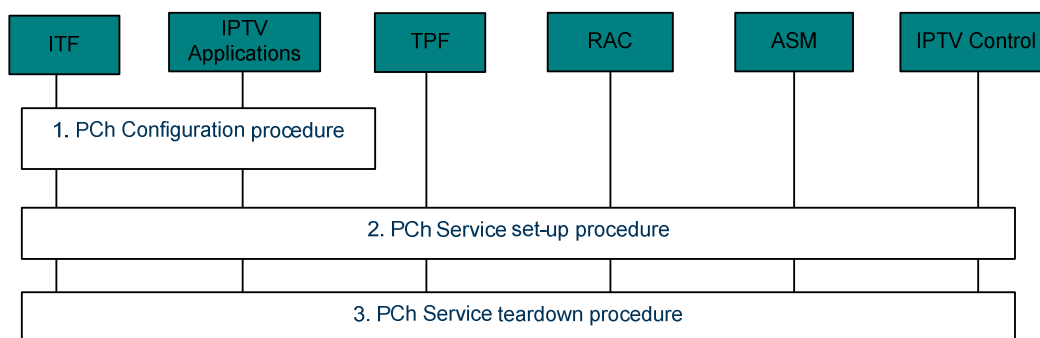 ITF
IPTV
Applications
TPF
RAC
ASM
IPTV Control
1. PCh Configuration procedure
2. PCh Service set-up procedure
3. PCh Service teardown procedure